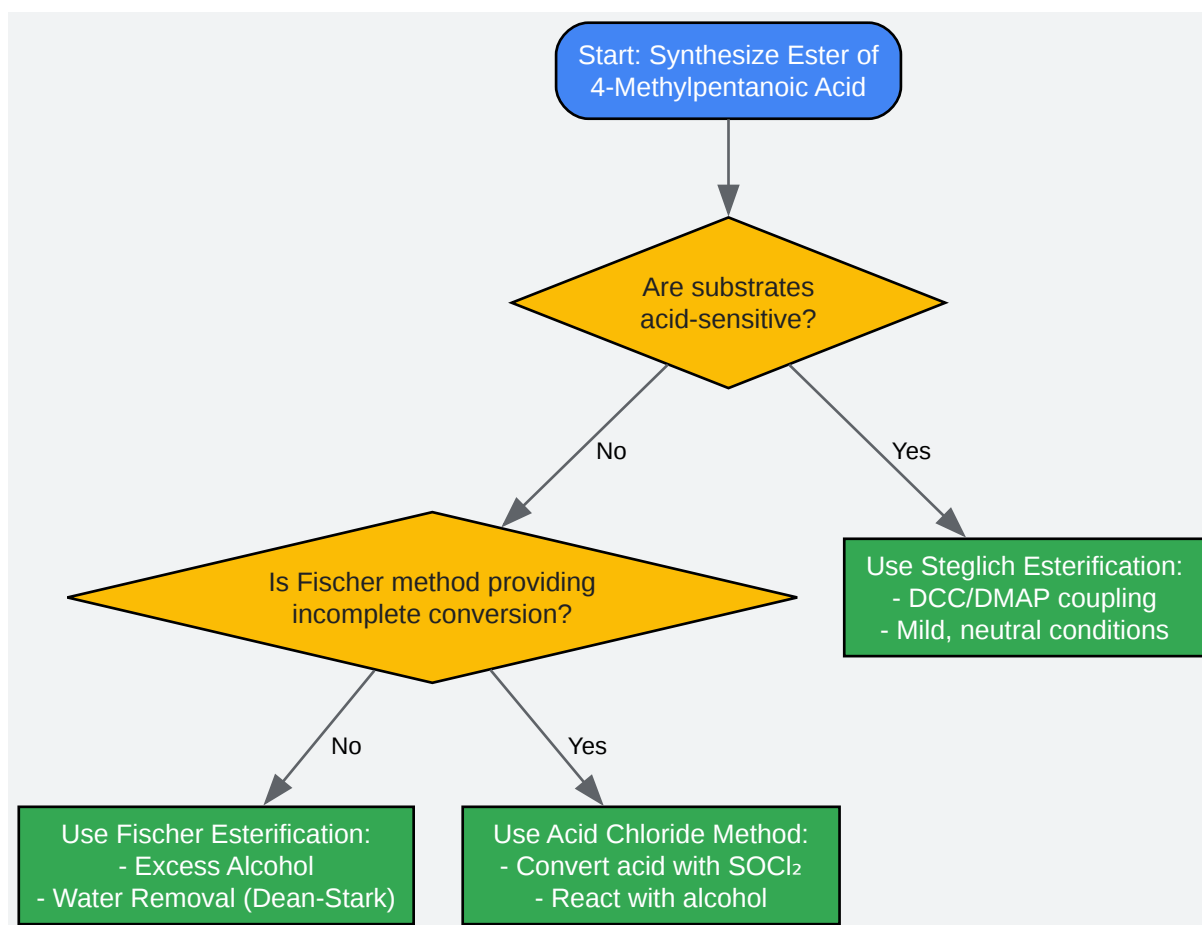 Start: Synthesize Ester of
4-Methylpentanoic Acid
Are substrates
acid-sensitive?
No
Yes
Is Fischer method providing
incomplete conversion?
Use Steglich Esterification:
- DCC/DMAP coupling
- Mild, neutral conditions
No
Yes
Use Fischer Esterification:
- Excess Alcohol
- Water Removal (Dean-Stark)
Use Acid Chloride Method:
- Convert acid with SOCl₂
- React with alcohol